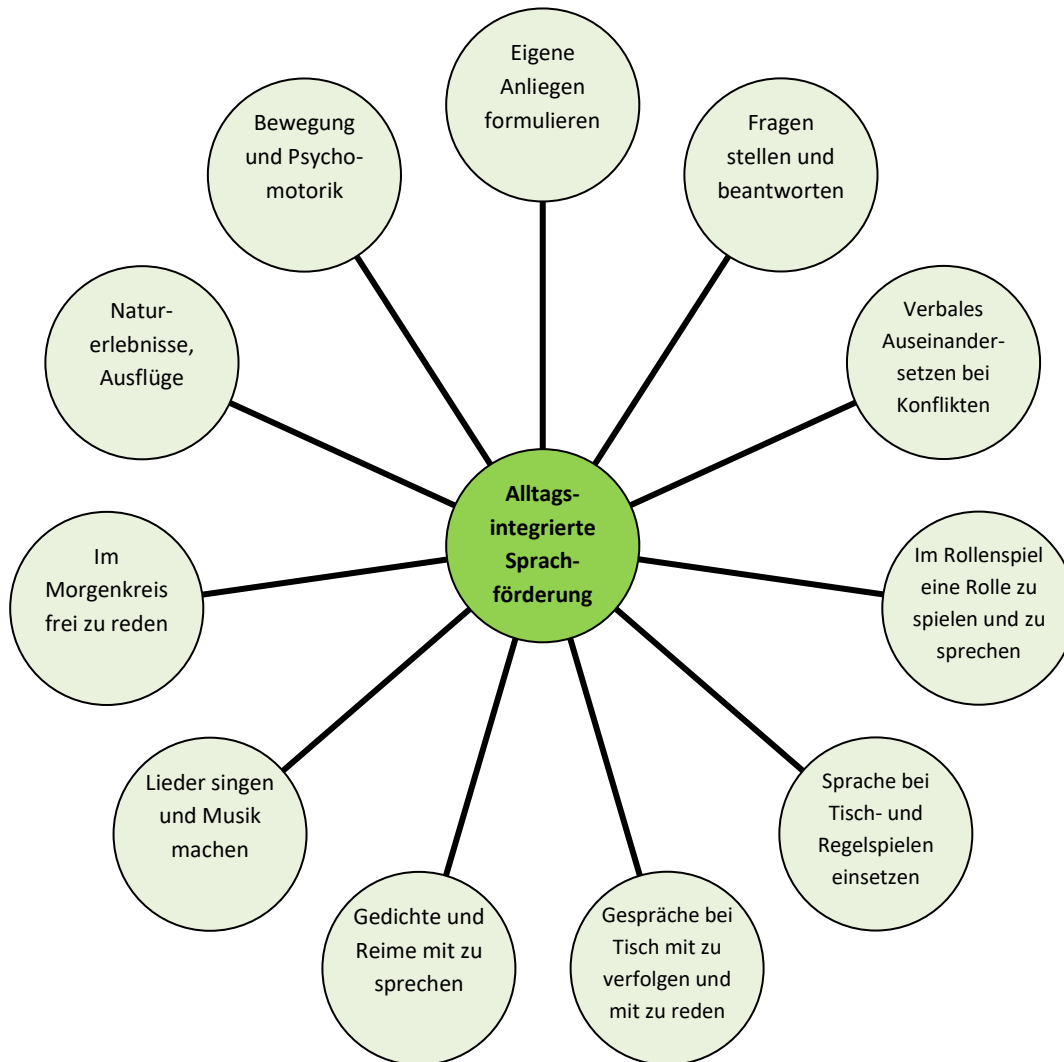 Eigene
Anliegen
formulieren
Fragen
stellen und
beantworten
Verbales
Auseinander-
setzen bei
Konflikten
Im Rollenspiel
eine Rolle zu
spielen und zu
sprechen
Sprache bei
Tisch- und
Regelspielen
einsetzen
Gespräche bei
Tisch mit zu
verfolgen und
mit zu reden
Gedichte und
Reime mit zu
sprechen
Lieder singen
und Musik
machen
Im
Morgenkreis
frei zu reden
Natur-
erlebnisse,
Ausflüge
Bewegung
und Psycho-
motorik
Alltags-
integrierte
Sprach-
förderung